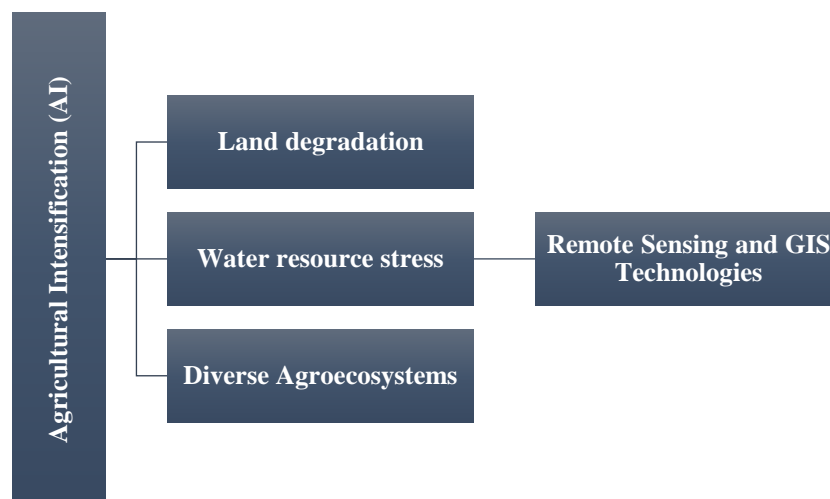 Agricultural Intensification (AI)
Land degradation
Water resource stress
Diverse Agroecosystems
Remote Sensing and GIS
Technologies